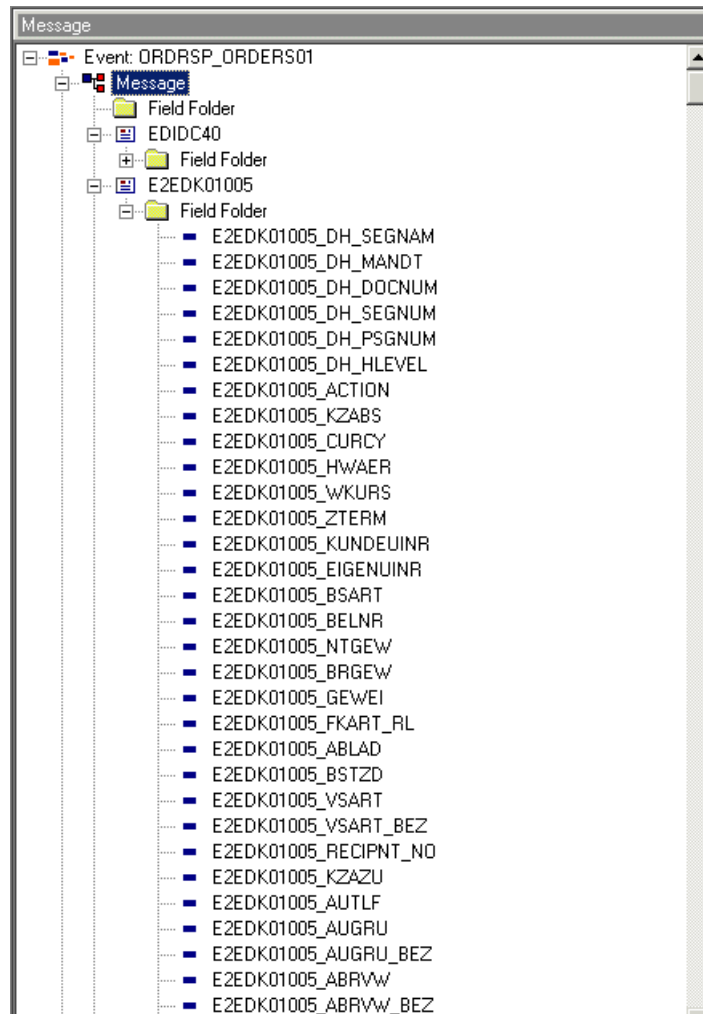 Message
Event: ORDRSP_ORDERS01
Message
Field Folder
EDIDC40
Field Folder
E2EDK01005
Field Folder
E2EDK01005_DH_SEGNAM
E2EDK01005_DH_MANDT
E2EDK01005_DH_DOCNUM
E2EDK01005_DH_SEGNUM
E2EDK01005_DH_PSGNUM
E2EDK01005_DH_HLEVEL
E2EDK01005_ACTION
E2EDK01005_KZABS
E2EDK01005_CURCY
E2EDK01005_HWAER
E2EDK01005_WKURS
E2EDK01005_ZTERM
E2EDK01005_KUNDEUINR
E2EDK01005_EIGENUINR
E2EDK01005_BSART
E2EDK01005_BELNR
E2EDK01005_NTGEW
E2EDK01005_BRGEW
E2EDK01005_GEWEI
E2EDK01005_FKART_RL
E2EDK01005_ABLAD
E2EDK01005_BSTZD
E2EDK01005_VSART
E2EDK01005_VSART_BEZ
E2EDK01005_RECIPNT_NO
E2EDK01005_KZAZU
E2EDK01005_AUTLF
E2EDK01005_AUGRU
E2EDK01005_AUGRU_BEZ
E2EDK01005_ABRVW
E2EDK01005_ABRVW_BEZ